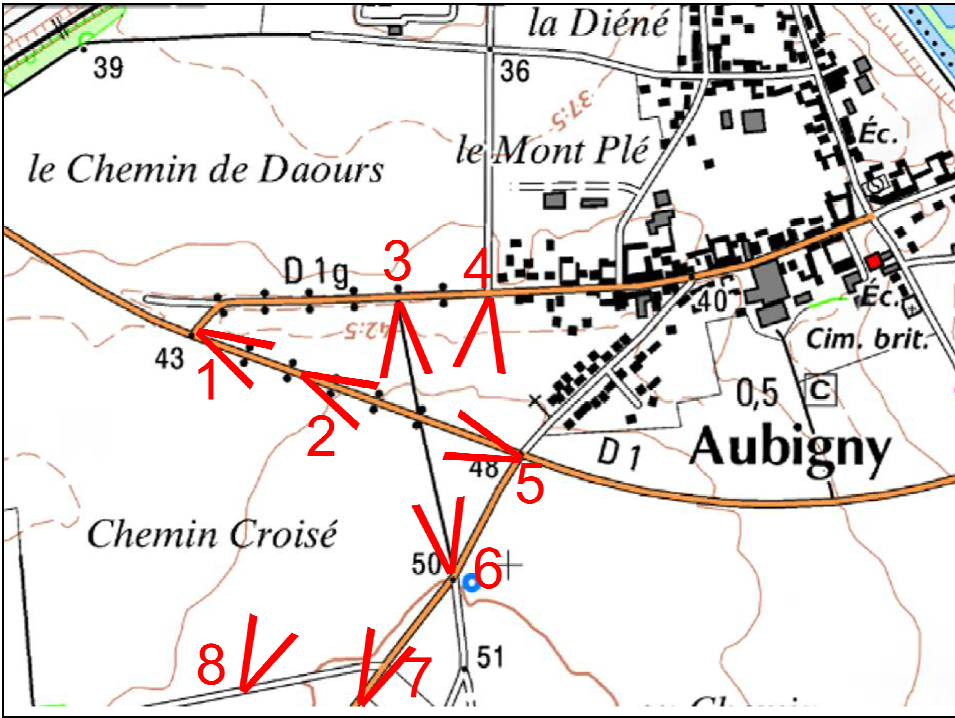 la Diéné
39
36
37:5
Éc.
le Mont Plé
le Chemin de Daours
D 1g
3
4
40
Éc.
42:5
Cim. brit.
43
1
0,5
C
2
Aubigny
D 1
48
5
Chemin Croisé
50
6
8
7
51